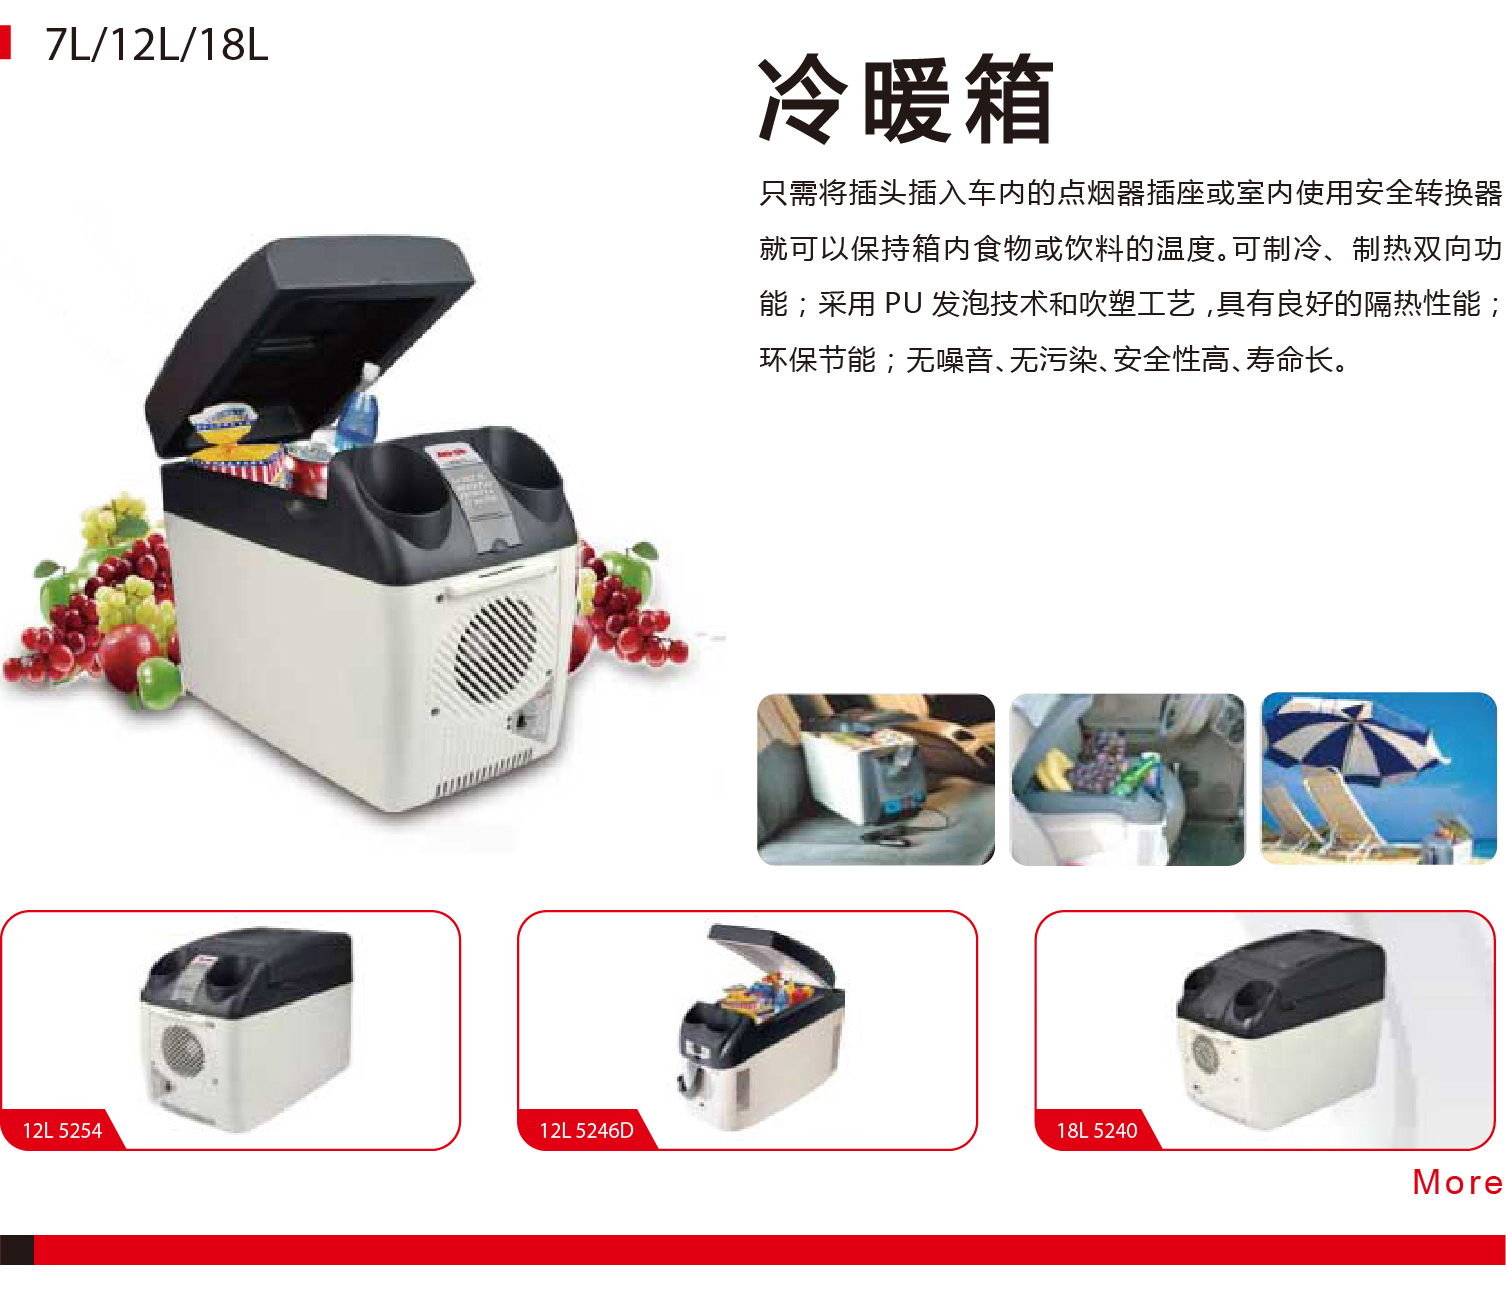 7L/12L/18L
冷暖箱
只需将插头插入车内的点烟器插座或室内使用安全转换器
就可以保持箱内食物或饮料的温度。可制冷、制热双向功
能；采用 PU 发泡技术和吹塑工艺 ,具有良好的隔热性能；
环保节能；无噪音、无污染、安全性高、寿命长。
12L 5254
12L 5246D
18L 5240
More